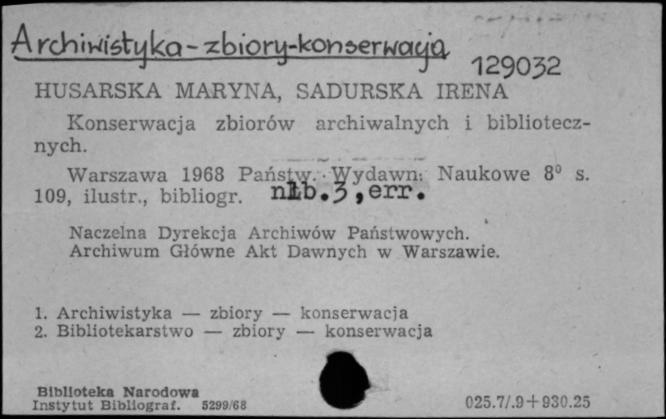 Archiwistyka-zbiory-konserwacja
129032
HUSARSKA MARYNA, SADURSKA IRENA
Konserwacja zbiorów archiwalnych i bibliotecz-
nych.
Warszawa 1968 Państw. Wydawn. Naukowe 8⁰ s.
109, ilustr., bibliogr. nlb.3,err.
Naczelna Dyrekcja Archiwów Państwowych.
Archiwum Główne Akt Dawnych w Warszawie.
1. Archiwistyka — zbiory — konserwacja
2. Bibliotekarstwo — zbiory — konserwacja
Biblioteka Narodowa
Instytut Bibliograf. 5299/68
025.7/.9+930.25